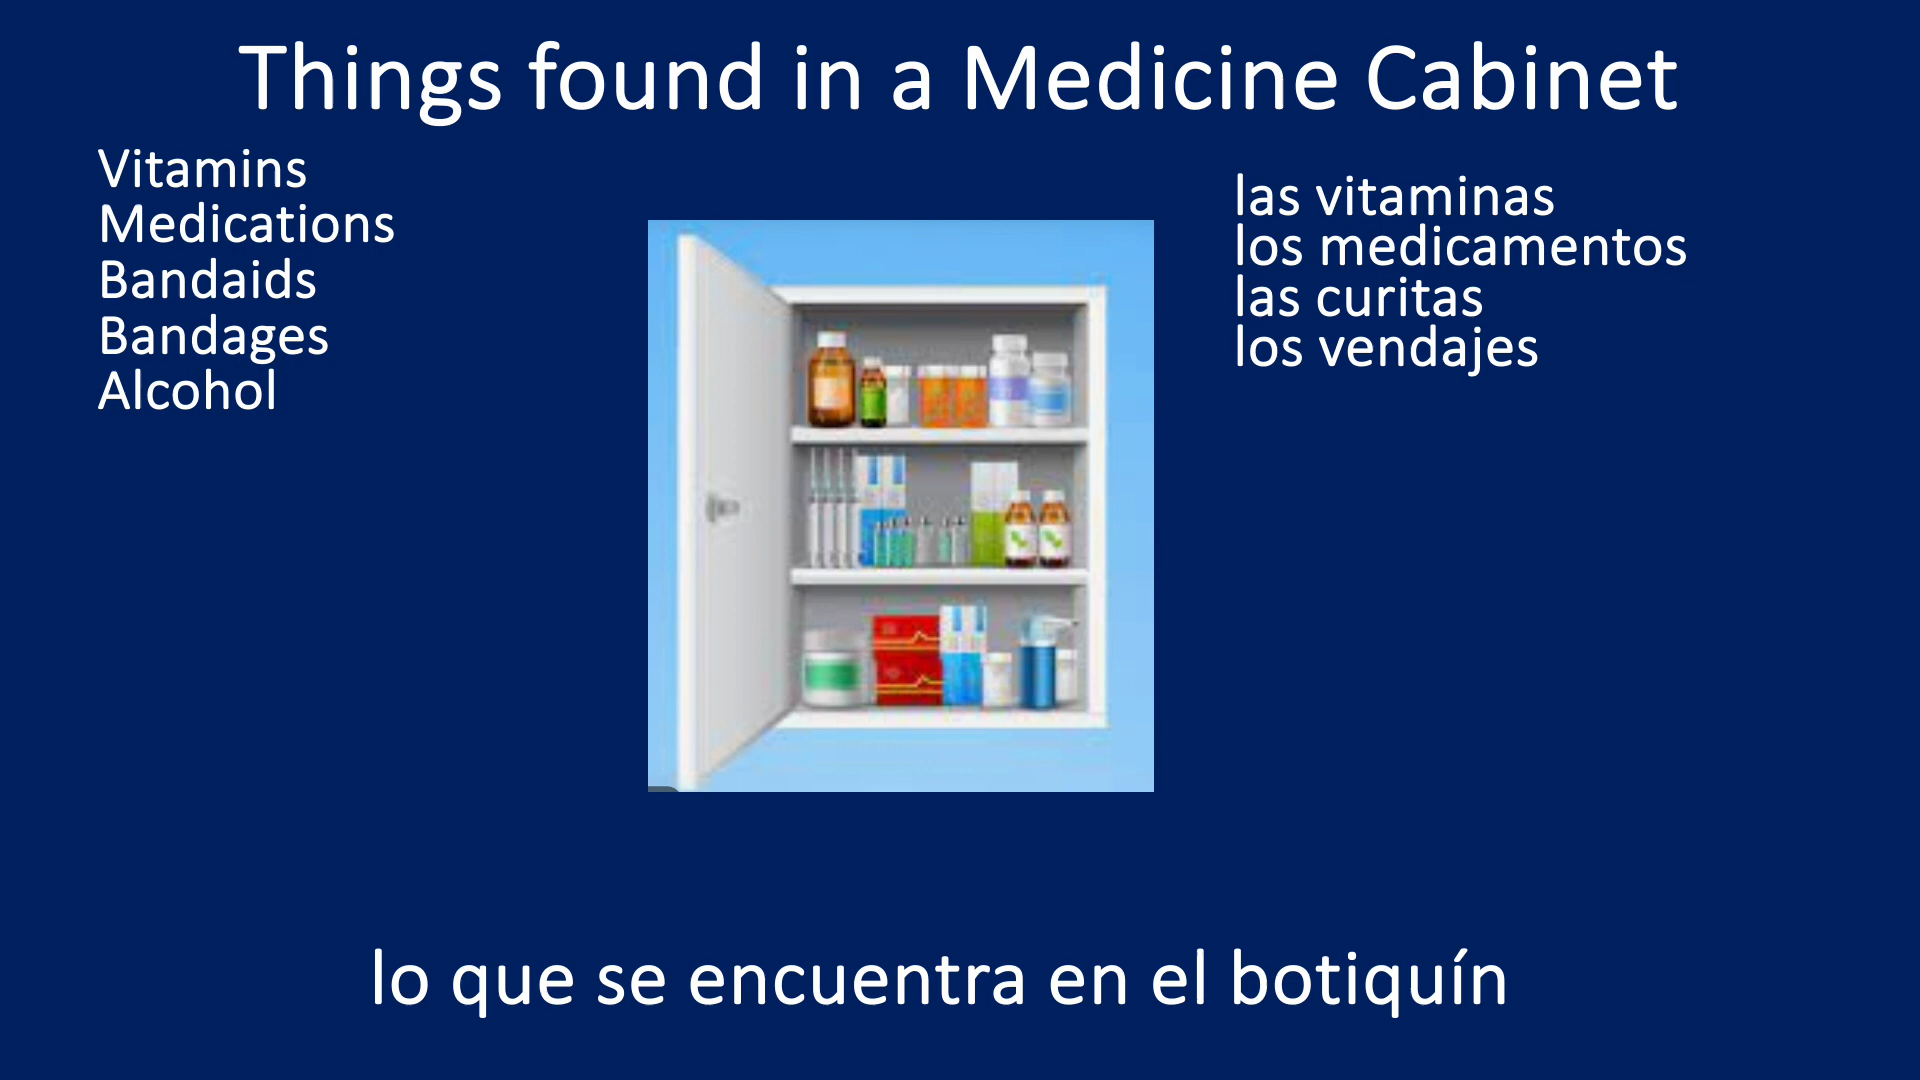 Things found in a Medicine Cabinet
Vitamins
Medications
Bandaids
Bandages
Alcohol
las vitaminas
los medicamentos
las curitas
los vendajes
lo que se encuentra en el botiquín